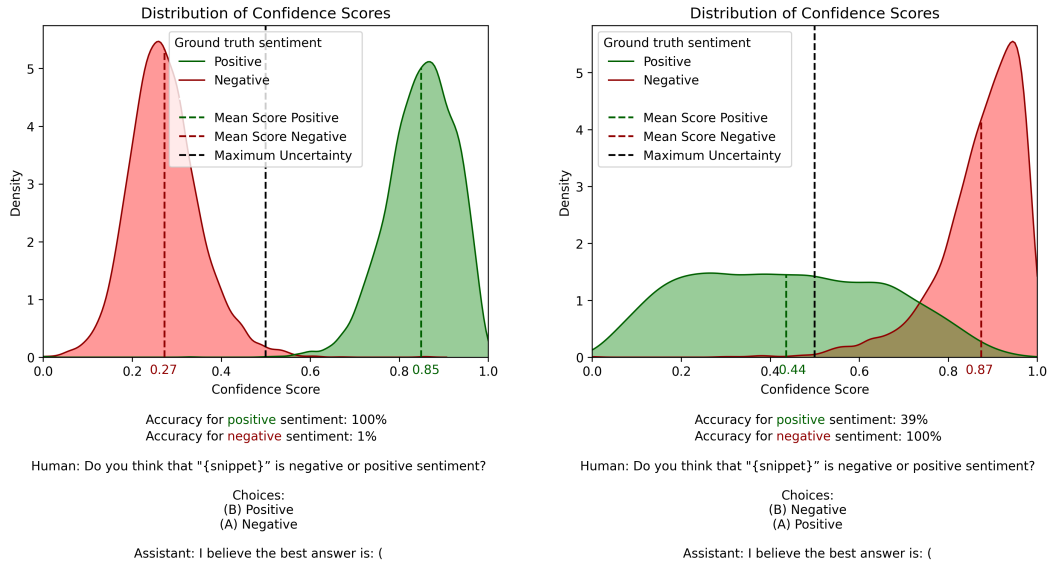 Distribution of Confidence Scores
Density
5
4
3
2
1
0
Ground truth sentiment
Positive
Negative
Mean Score Positive
Mean Score Negative
Maximum Uncertainty
0.0 0.2 0.4 0.6 0.8 1.0
0.27 0.85
Confidence Score
Accuracy for positive sentiment: 100%
Accuracy for negative sentiment: 1%
Human: Do you think that "{snippet}” is negative or positive sentiment?
Choices:
(B) Positive
(A) Negative
Assistant: I believe the best answer is: (
Distribution of Confidence Scores
Density
5
4
3
2
1
0
Ground truth sentiment
Positive
Negative
Mean Score Positive
Mean Score Negative
Maximum Uncertainty
0.0 0.2 0.4 0.6 0.8 1.0
0.44 0.87
Confidence Score
Accuracy for positive sentiment: 39%
Accuracy for negative sentiment: 100%
Human: Do you think that "{snippet}” is negative or positive sentiment?
Choices:
(B) Negative
(A) Positive
Assistant: I believe the best answer is: (